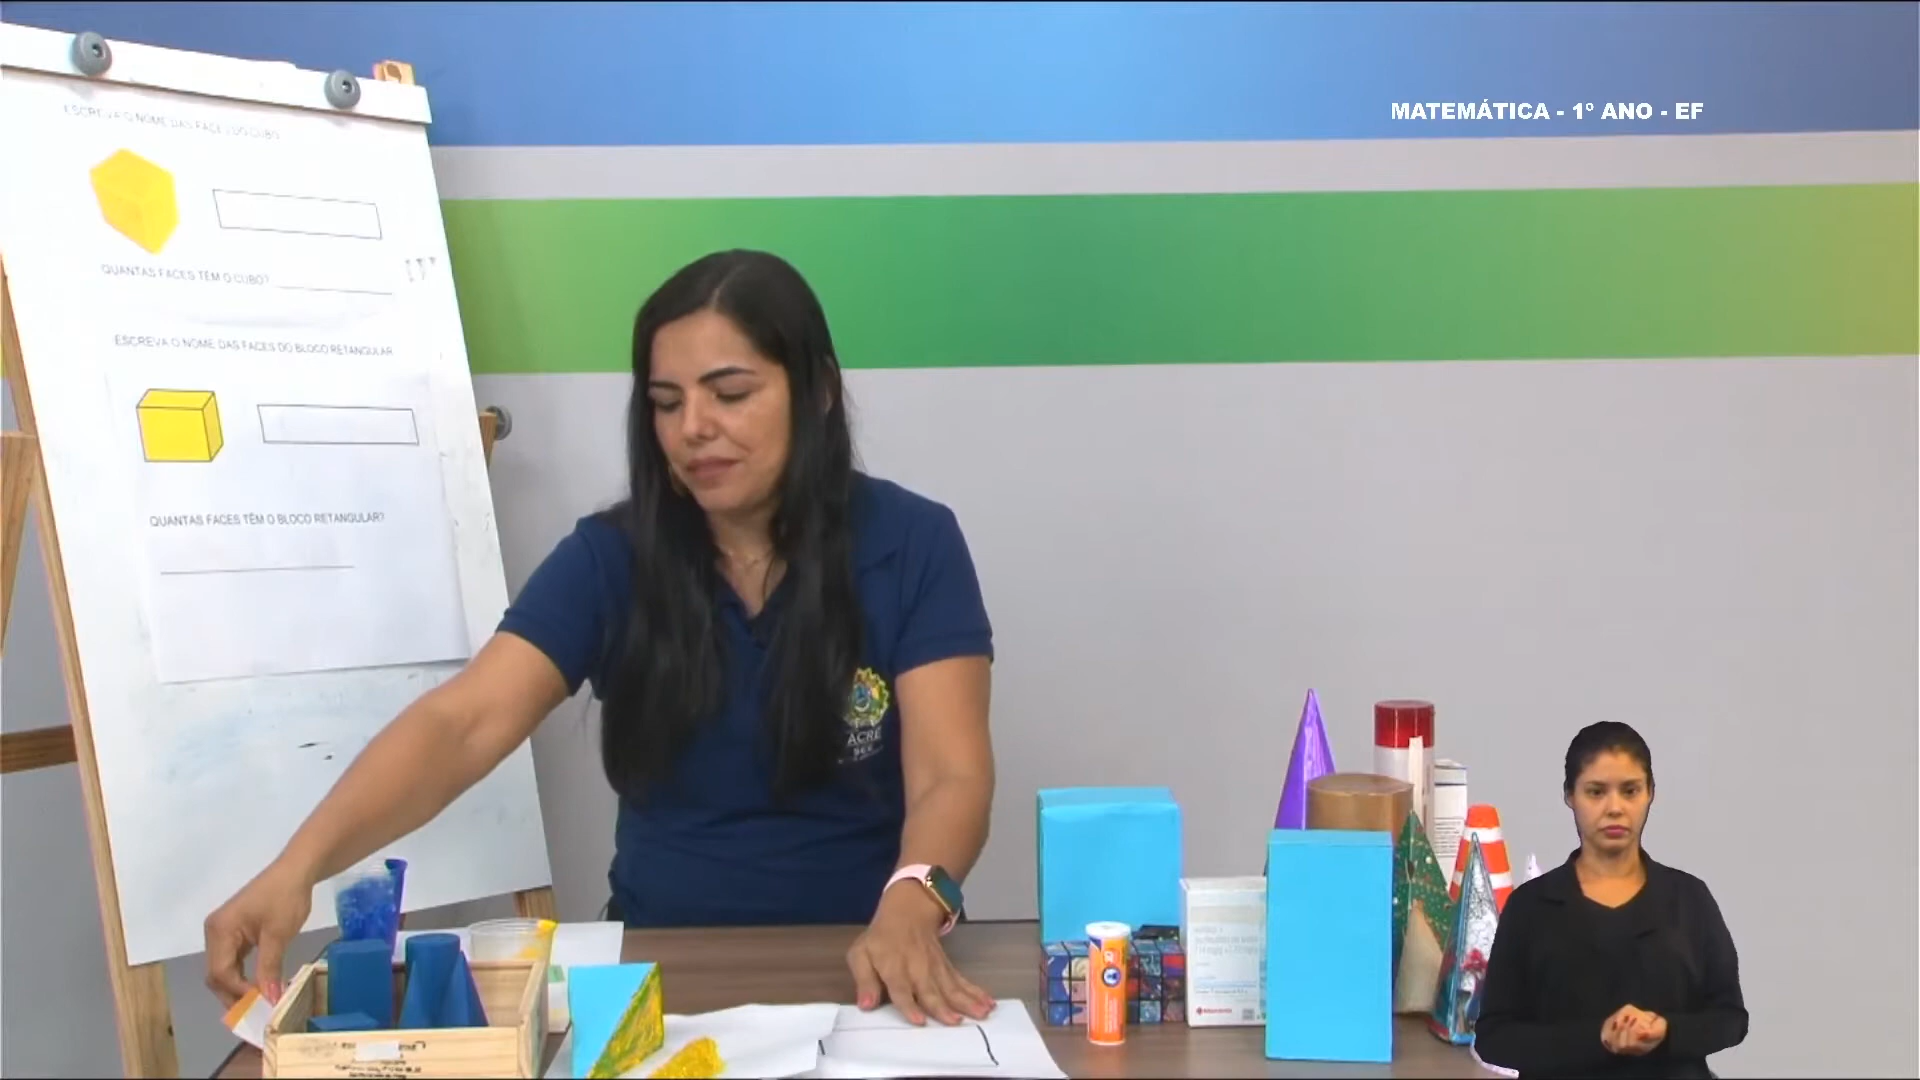 MATEMÁTICA - 1º ANO - EF
ESCREVA O NOME DAS FACES DO CUBO
QUANTAS FACES TÊM O CUBO?
ESCREVA O NOME DAS FACES DO BLOCO RETANGULAR
QUANTAS FACES TÊM O BLOCO RETANGULAR?
ACRE